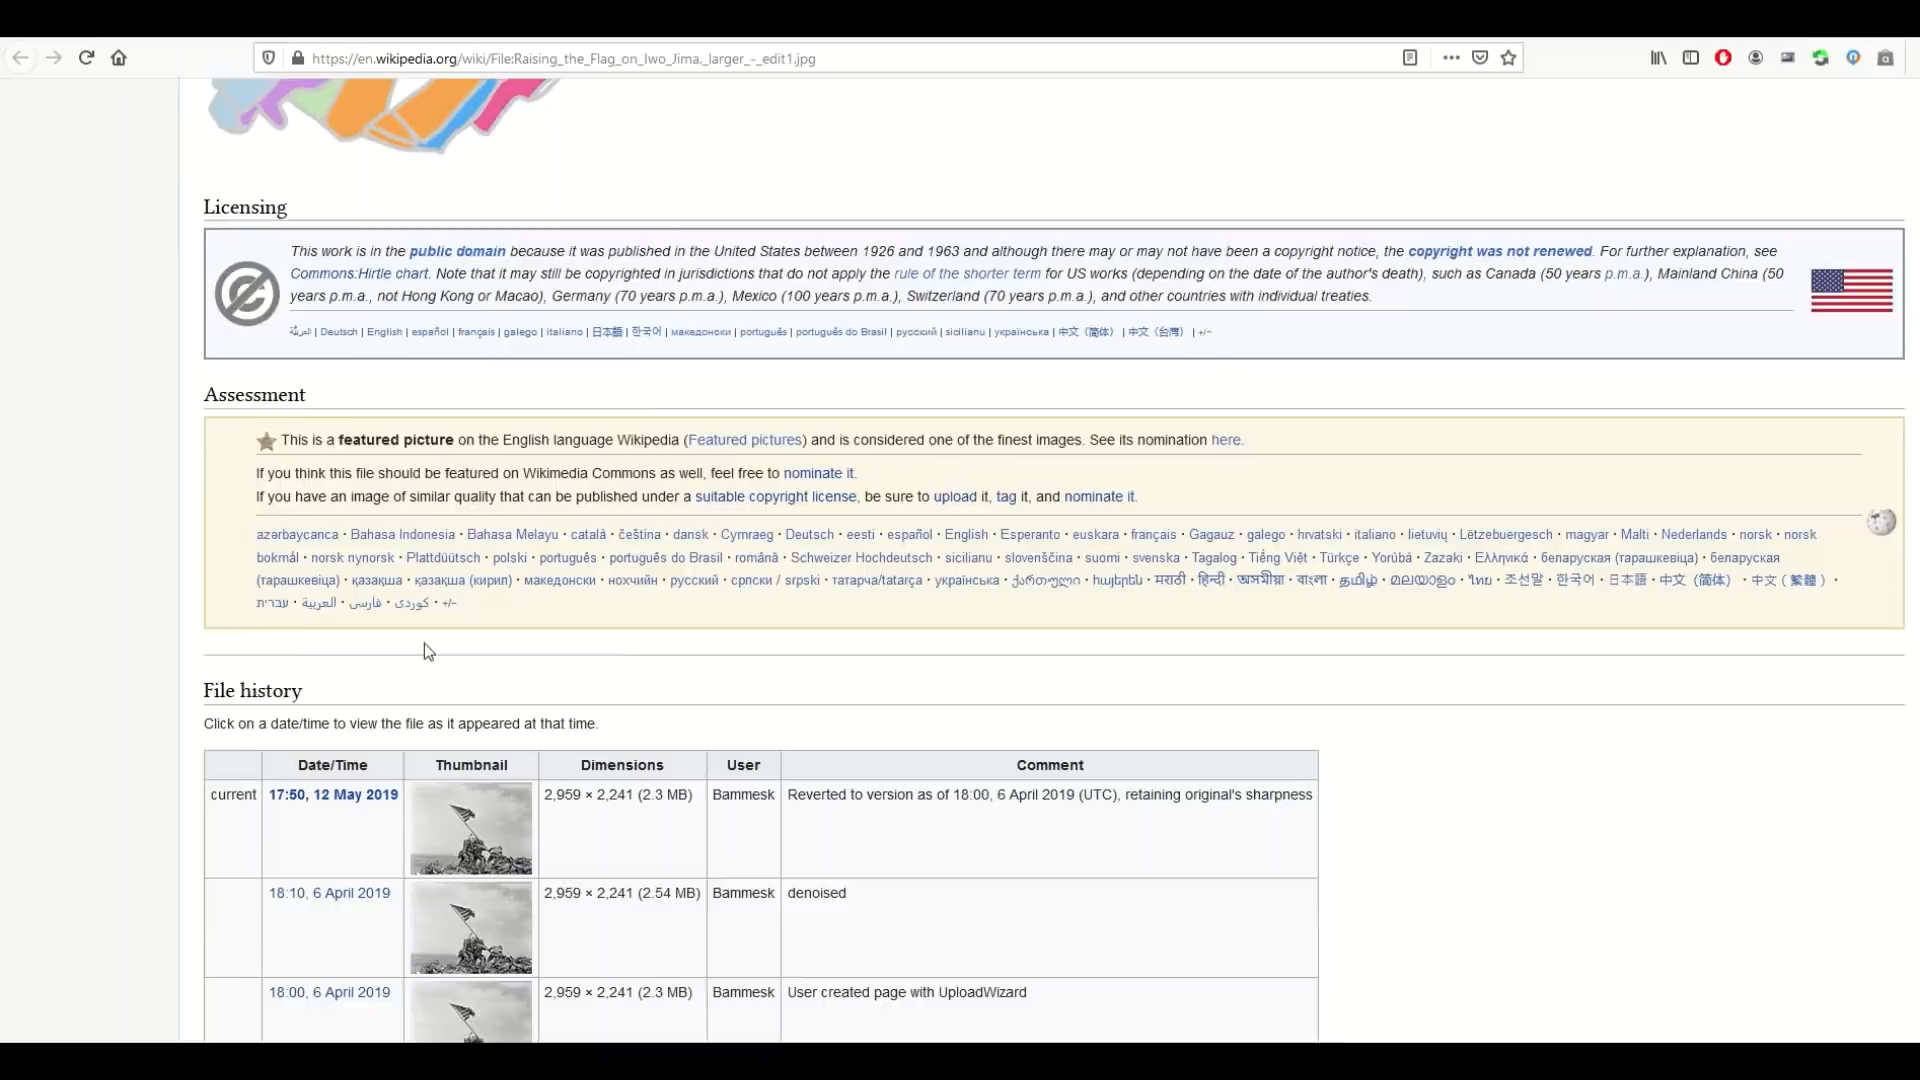 https://en.wikipedia.org/wiki/File:Raising_the_Flag_on_Iwo_Jima,_larger_-_edit1.jpg
Licensing
This work is in the public domain because it was published in the United States between 1926 and 1963 and although there may or may not have been a copyright notice, the copyright was not renewed. For further explanation, see
Commons:Hirtle chart. Note that it may still be copyrighted in jurisdictions that do not apply the rule of the shorter term for US works (depending on the date of the author's death), such as Canada (50 years p.m.a.), Mainland China (50
years p.m.a., not Hong Kong or Macao), Germany (70 years p.m.a.), Mexico (100 years p.m.a.), Switzerland (70 years p.m.a.), and other countries with individual treaties.
العربيّة | Deutsch | English | español | français | galego | italiano | 日本語 | 한국어 | македонски | português | português do Brasil | русский | sicilianu | українська | 中文（简体） | 中文（台灣） | +/−
Assessment
This is a featured picture on the English language Wikipedia (Featured pictures) and is considered one of the finest images. See its nomination here.
If you think this file should be featured on Wikimedia Commons as well, feel free to nominate it.
If you have an image of similar quality that can be published under a suitable copyright license, be sure to upload it, tag it, and nominate it.
azərbaycanca · Bahasa Indonesia · Bahasa Melayu · català · čeština · dansk · Cymraeg · Deutsch · eesti · español · English · Esperanto · euskara · français · Gagauz · galego · hrvatski · italiano · lietuvių · Lëtzebuergesch · magyar · Malti · Nederlands · norsk · norsk
bokmål · norsk nynorsk · Plattdüütsch · polski · português · português do Brasil · română · Schweizer Hochdeutsch · sicilianu · slovenščina · suomi · svenska · Tagalog · Tiếng Việt · Türkçe · Yorùbá · Zazaki · Ελληνικά · беларуская (тарашкевіца) · беларуская
(тарашкевіца) · қазақша · қазақша (кирил) · македонски · нохчийн · русский · српски / srpski · татарча/tatarça · українська · ქართული · հայերեն · मराठी · हिन्दी · অসমীয়া · বাংলা · தமிழ் · മലയാളം · ไทย · 조선말 · 한국어 · 日本語 · 中文（简体） · 中文（繁體） ·
עברית · العربية · فارسی · کوردی · +/−
File history
Click on a date/time to view the file as it appeared at that time.
Date/Time Thumbnail Dimensions User Comment
current 17:50, 12 May 2019 2,959 × 2,241 (2.3 MB) Bammesk Reverted to version as of 18:00, 6 April 2019 (UTC), retaining original's sharpness
18:10, 6 April 2019 2,959 × 2,241 (2.54 MB) Bammesk denoised
18:00, 6 April 2019 2,959 × 2,241 (2.3 MB) Bammesk User created page with UploadWizard